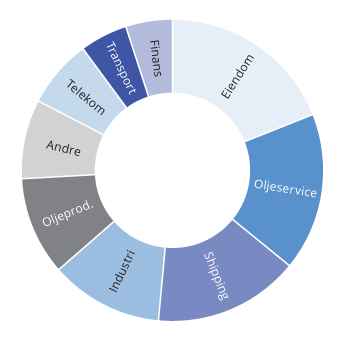 Eiendom
Oljeservice
Shipping
Industri
Oljeprod.
Andre
Telekom
Transport
Finans